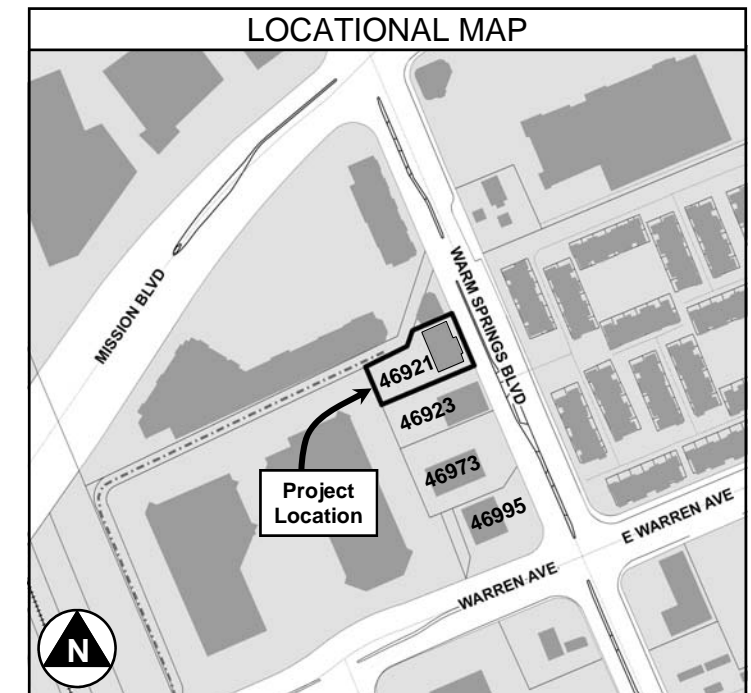 LOCATIONAL MAP
MISSION BLVD
WARM SPRINGS BLVD
46921
46923
46973
46995
Project
Location
E WARREN AVE
WARREN AVE
N